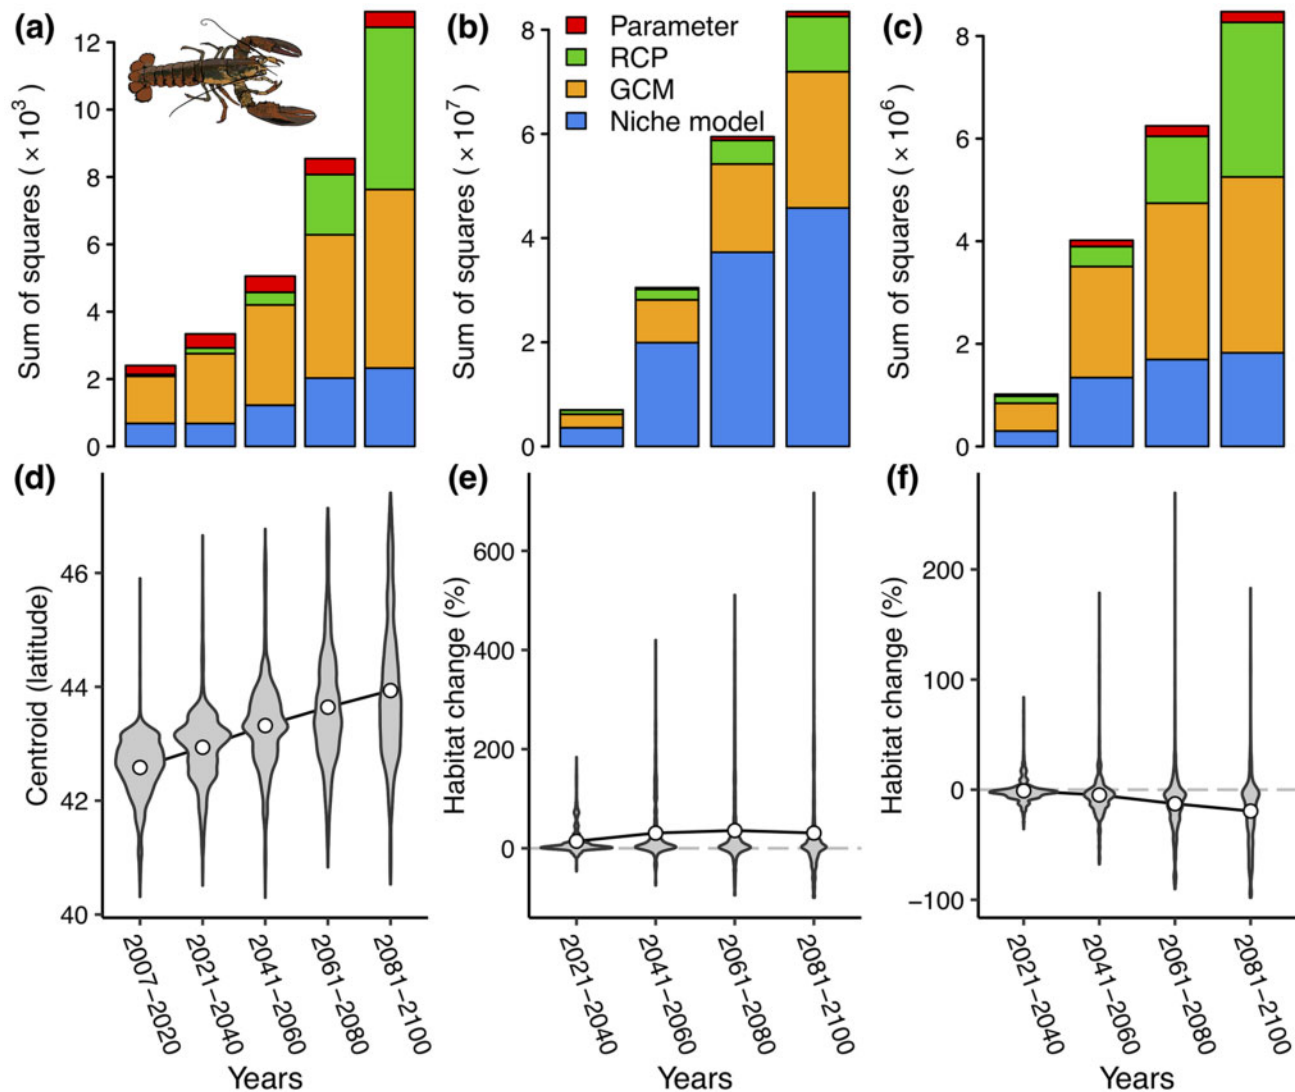 (a)
Sum of squares ( × 10³)
12
10
8
6
4
2
0
(b)
Parameter
RCP
GCM
Niche model
Sum of squares ( × 10⁷)
8
6
4
2
0
(c)
Sum of squares ( × 10⁶)
8
6
4
2
0
(d)
Centroid (latitude)
46
44
42
40
2007−2020
2021−2040
2041−2060
2061−2080
2081−2100
Years
(e)
Habitat change (%)
600
400
200
0
2021−2040
2041−2060
2061−2080
2081−2100
Years
(f)
Habitat change (%)
200
100
0
−100
2021−2040
2041−2060
2061−2080
2081−2100
Years